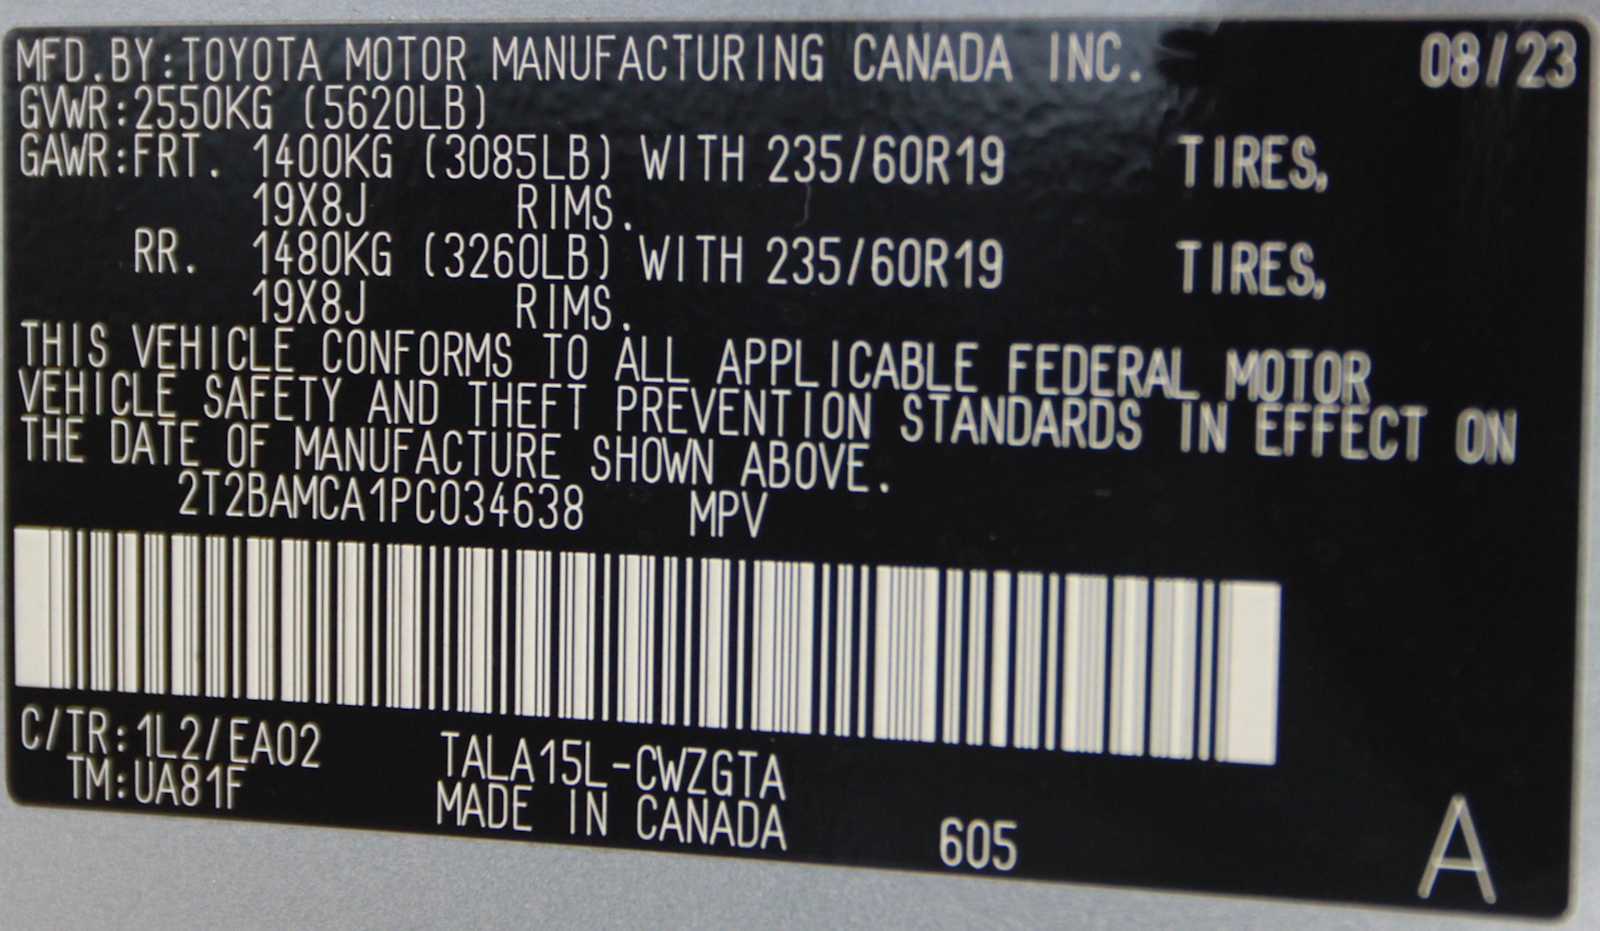 MFD.BY:TOYOTA MOTOR MANUFACTURING CANADA INC. 08/23
GVWR:2550KG (5620LB)
GAWR:FRT. 1400KG (3085LB) WITH 235/60R19 TIRES,
19X8J RIMS.
RR. 1480KG (3260LB) WITH 235/60R19 TIRES,
19X8J RIMS.
THIS VEHICLE CONFORMS TO ALL APPLICABLE FEDERAL MOTOR
VEHICLE SAFETY AND THEFT PREVENTION STANDARDS IN EFFECT ON
THE DATE OF MANUFACTURE SHOWN ABOVE.
2T2BAMCA1PC034638 MPV
C/TR:1L2/EA02 TALA15L-CWZGTA
TM:UA81F MADE IN CANADA 605 A